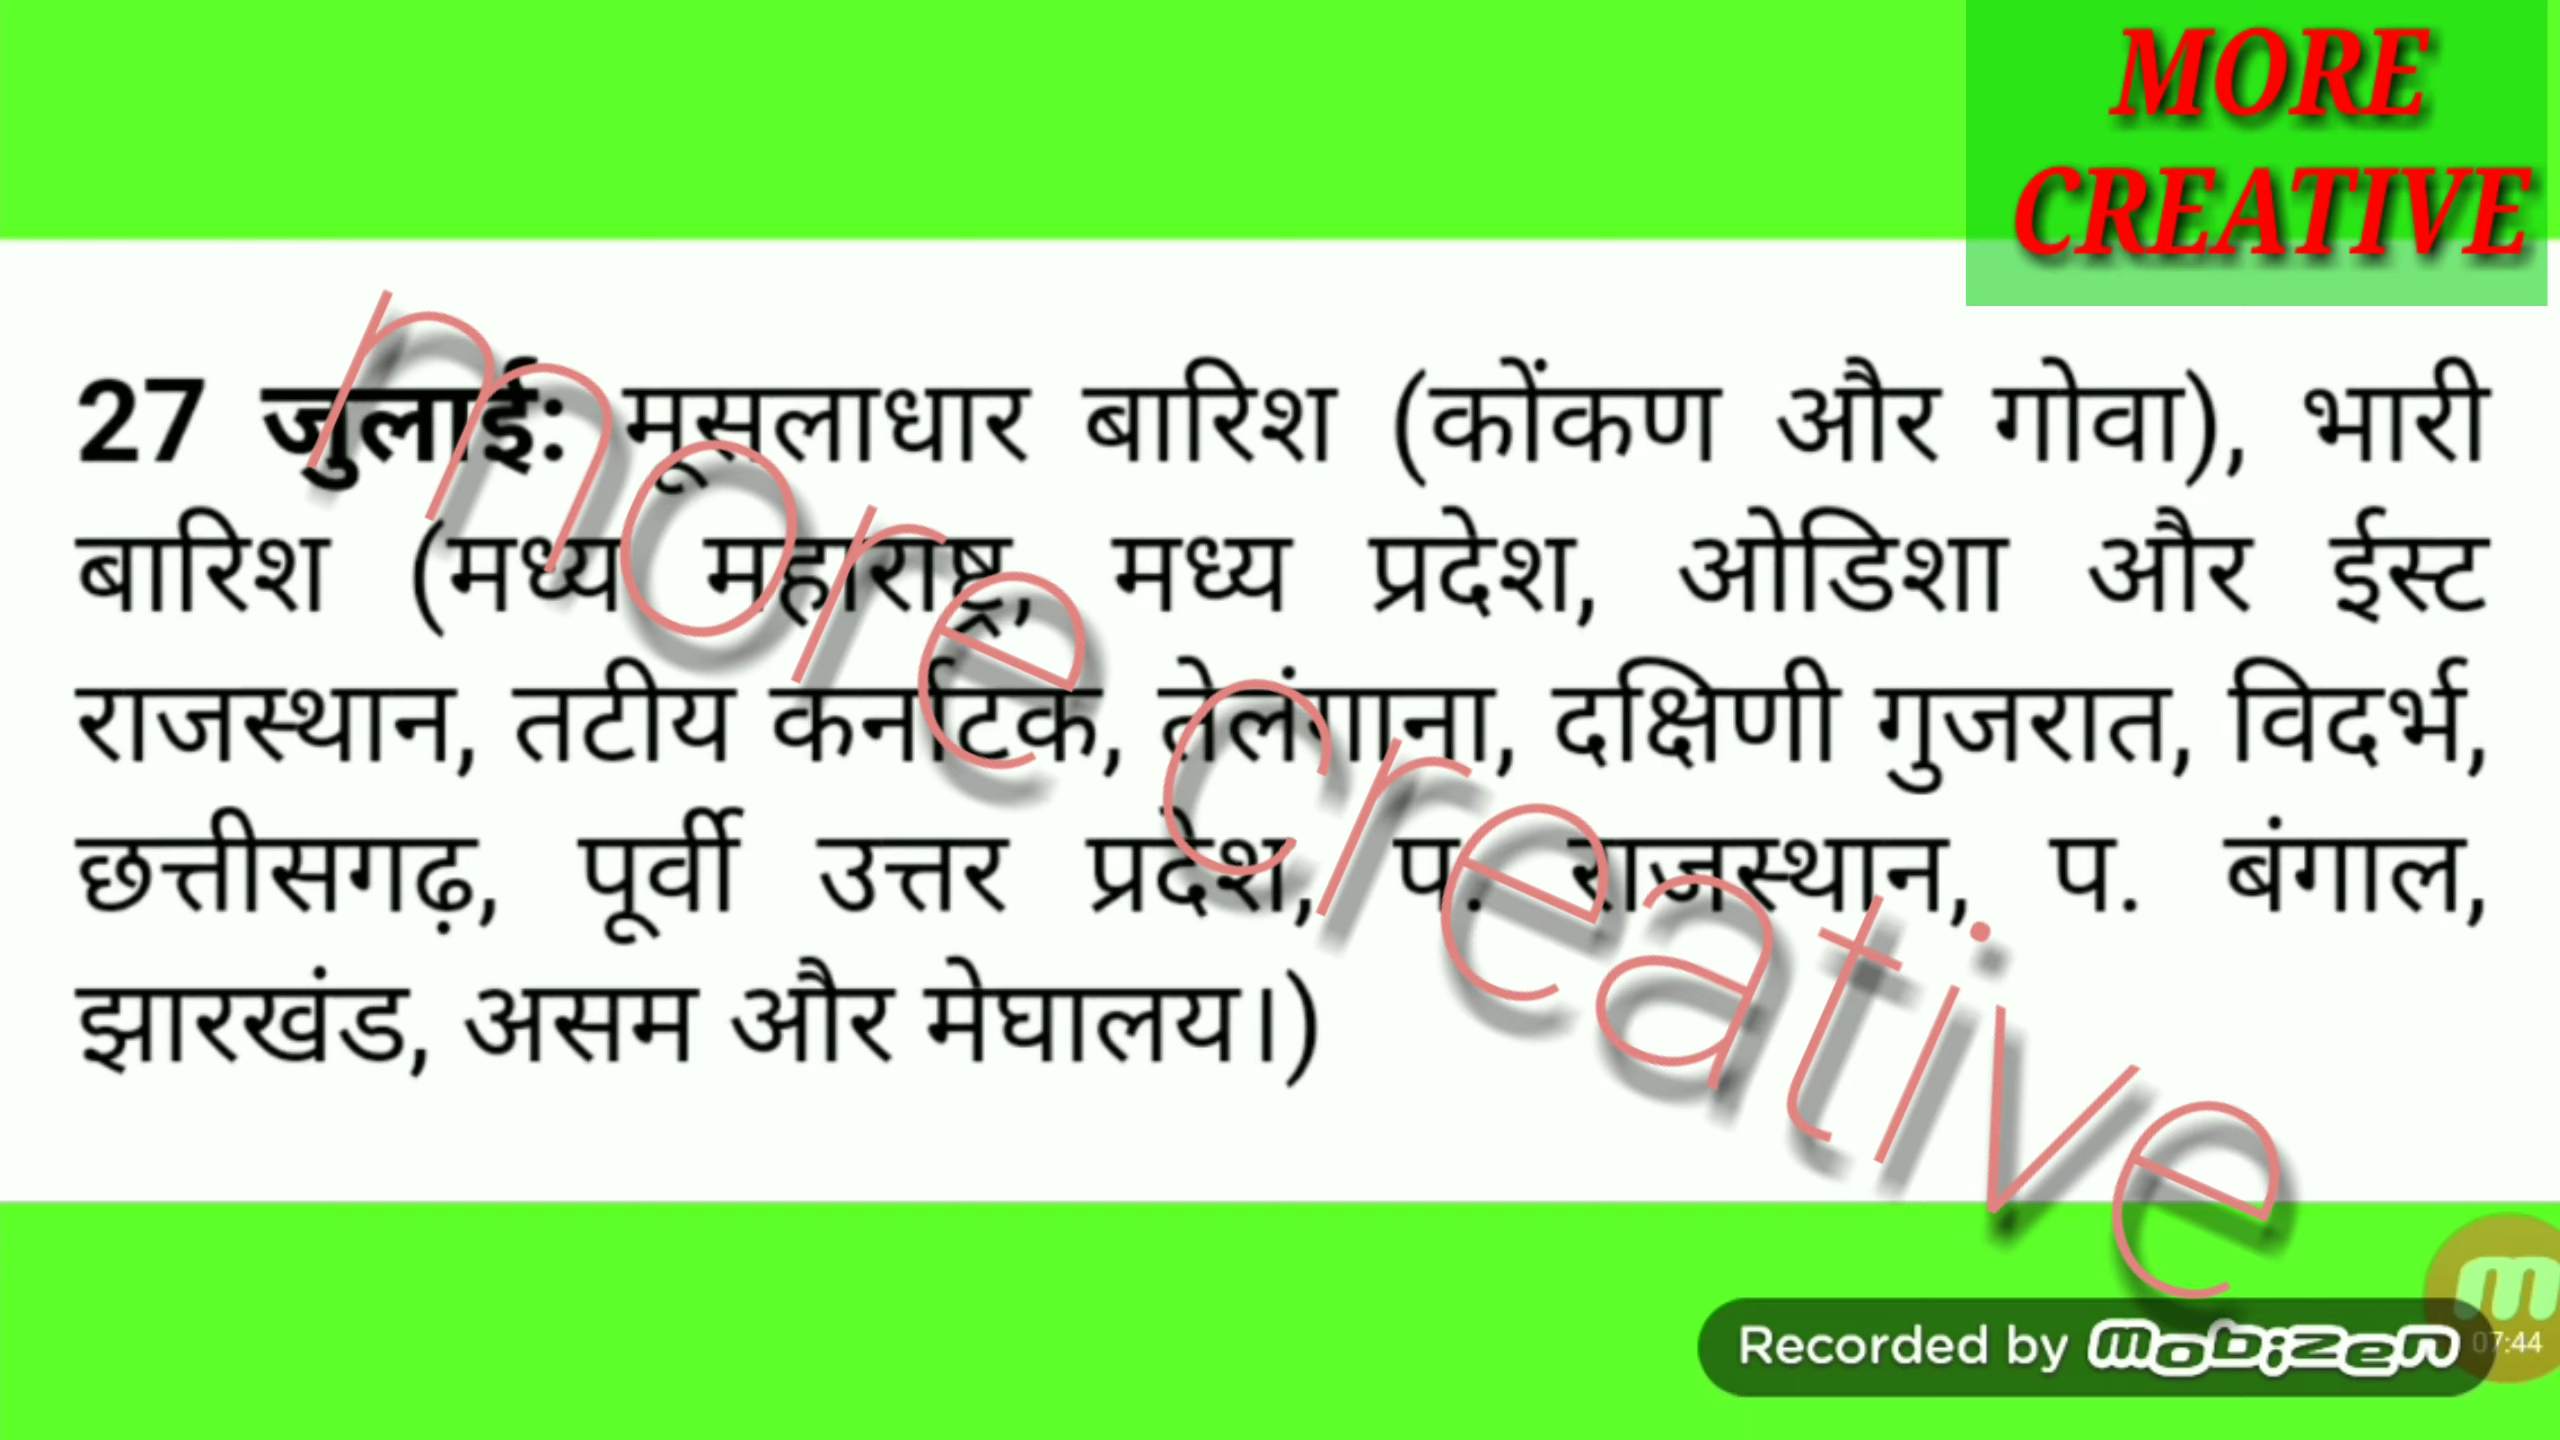 MORE
CREATIVE
27 जुलाई: मूसलाधार बारिश (कोंकण और गोवा), भारी
बारिश (मध्य महाराष्ट्र, मध्य प्रदेश, ओडिशा और ईस्ट
राजस्थान, तटीय कर्नाटक, तेलंगाना, दक्षिणी गुजरात, विदर्भ,
छत्तीसगढ़, पूर्वी उत्तर प्रदेश, प. राजस्थान, प. बंगाल,
झारखंड, असम और मेघालय।)
more creative
Recorded by mobizen
07:44